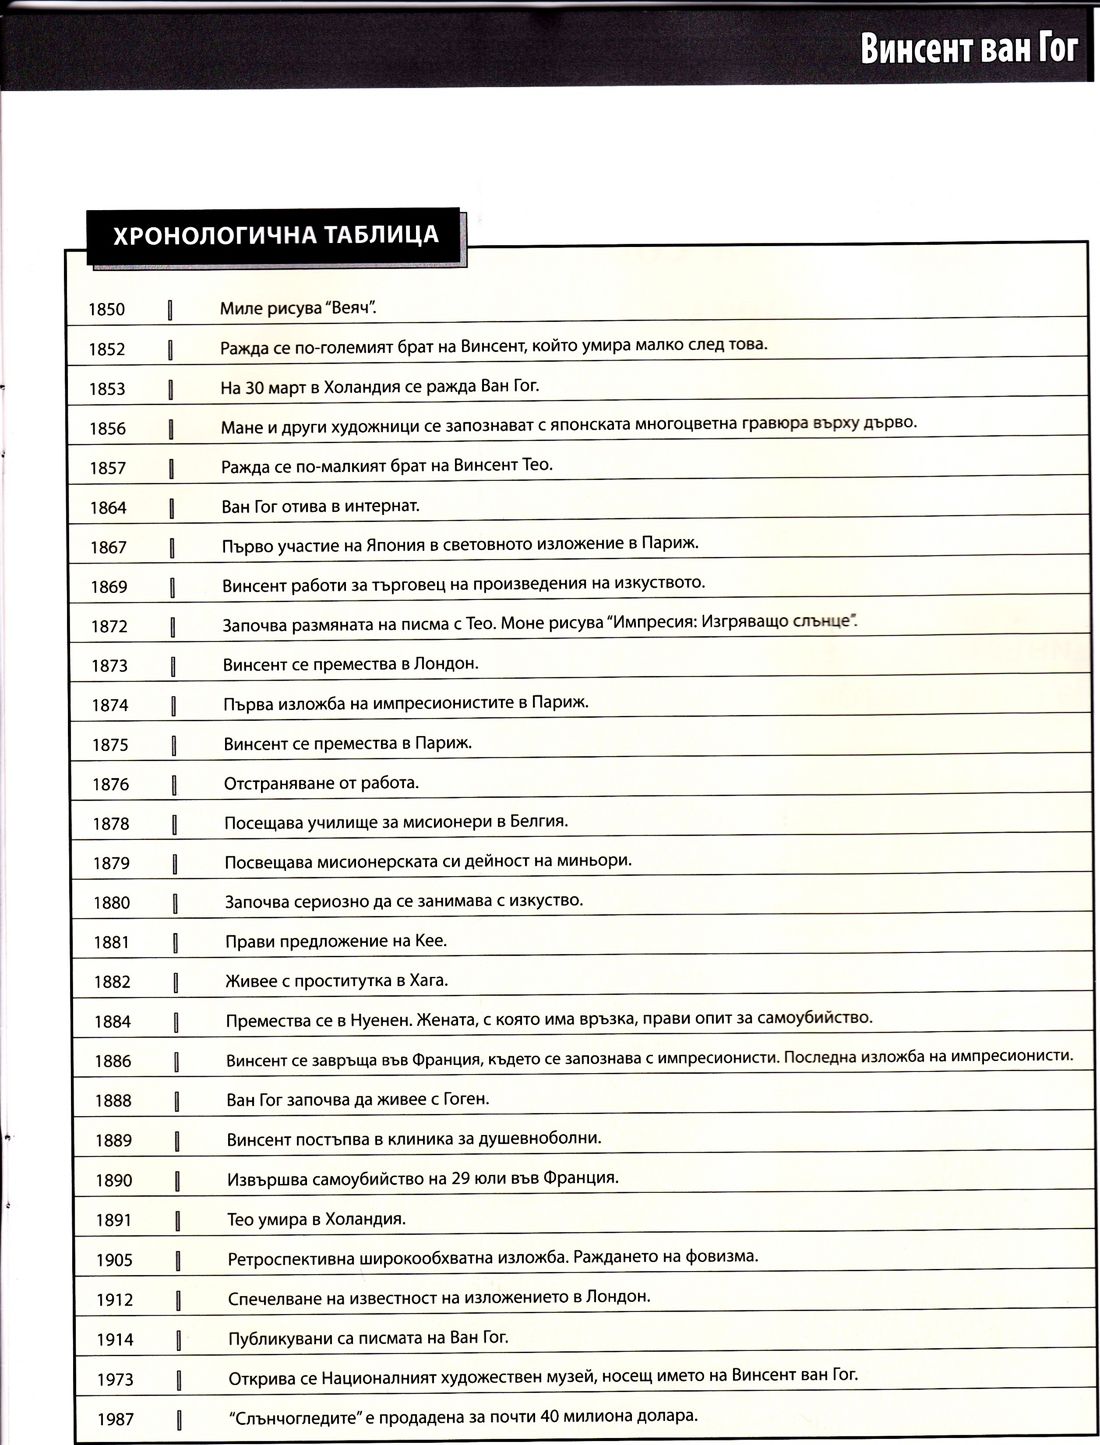 Винсент ван Гог
ХРОНОЛОГИЧНА ТАБЛИЦА
1850 Миле рисува “Веяч”.
1852 Ражда се по-големият брат на Винсент, който умира малко след това.
1853 На 30 март в Холандия се ражда Ван Гог.
1856 Мане и други художници се запознават с японската многоцветна гравюра върху дърво.
1857 Ражда се по-малкият брат на Винсент Тео.
1864 Ван Гог отива в интернат.
1867 Първо участие на Япония в световното изложение в Париж.
1869 Винсент работи за търговец на произведения на изкуството.
1872 Започва размяната на писма с Тео. Моне рисува “Импресия: Изгряващо слънце”.
1873 Винсент се премества в Лондон.
1874 Първа изложба на импресионистите в Париж.
1875 Винсент се премества в Париж.
1876 Отстраняване от работа.
1878 Посещава училище за мисионери в Белгия.
1879 Посвещава мисионерската си дейност на миньори.
1880 Започва сериозно да се занимава с изкуство.
1881 Прави предложение на Кее.
1882 Живее с проститутка в Хага.
1884 Премества се в Нуенен. Жената, с която има връзка, прави опит за самоубийство.
1886 Винсент се завръща във Франция, където се запознава с импресионисти. Последна изложба на импресионисти.
1888 Ван Гог започва да живее с Гоген.
1889 Винсент постъпва в клиника за душевноболни.
1890 Извършва самоубийство на 29 юли във Франция.
1891 Тео умира в Холандия.
1905 Ретроспективна широкообхватна изложба. Раждането на фовизма.
1912 Спечелване на известност на изложението в Лондон.
1914 Публикувани са писмата на Ван Гог.
1973 Открива се Националният художествен музей, носещ името на Винсент ван Гог.
1987 “Слънчогледите” е продадена за почти 40 милиона долара.